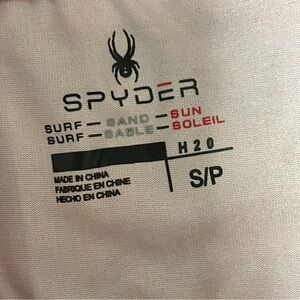 SPYDER
SURF — SAND — SUN
SURF — SABLE — SOLEIL
H20
MADE IN CHINA
FABRIQUE EN CHINE
HECHO EN CHINA
S/P